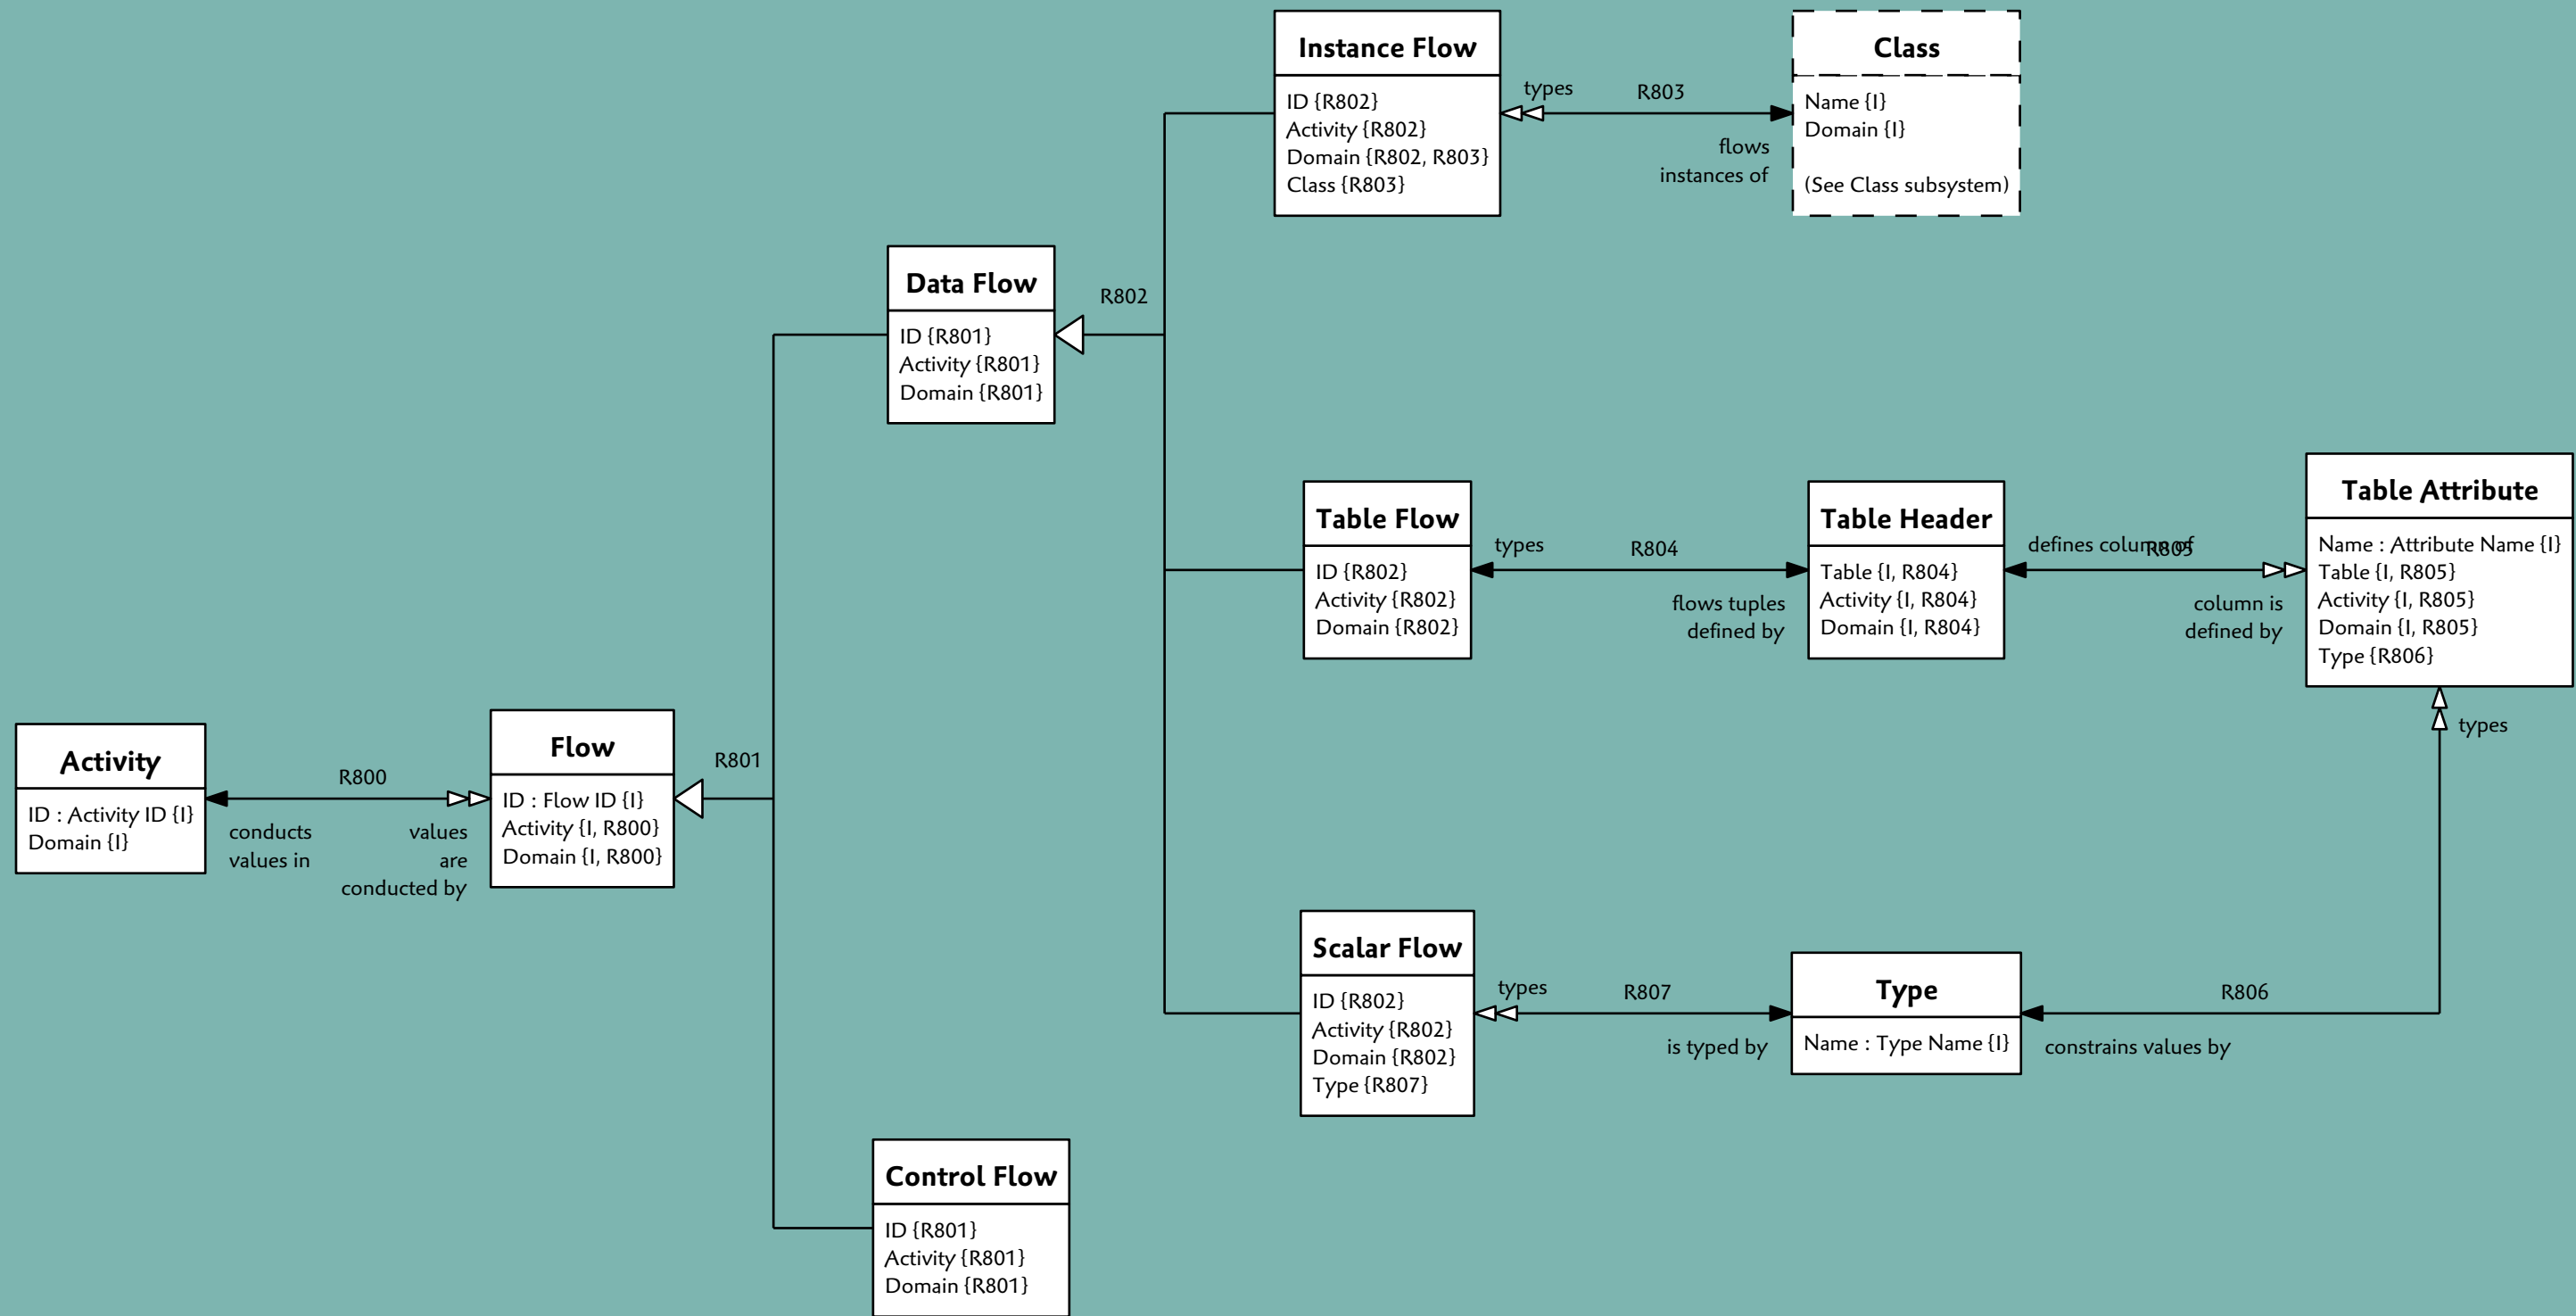 Instance Flow
ID {R802}
Activity {R802}
Domain {R802, R803}
Class {R803}
types
R803
flows
instances of
Class
Name {I}
Domain {I}
(See Class subsystem)
Data Flow
ID {R801}
Activity {R801}
Domain {R801}
R802
Table Flow
ID {R802}
Activity {R802}
Domain {R802}
types
R804
flows tuples
defined by
Table Header
Table {I, R804}
Activity {I, R804}
Domain {I, R804}
defines column of
R805
column is
defined by
Table Attribute
Name : Attribute Name {I}
Table {I, R805}
Activity {I, R805}
Domain {I, R805}
Type {R806}
types
Activity
ID : Activity ID {I}
Domain {I}
R800
conducts
values in
values
are
conducted by
Flow
ID : Flow ID {I}
Activity {I, R800}
Domain {I, R800}
R801
Scalar Flow
ID {R802}
Activity {R802}
Domain {R802}
Type {R807}
types
R807
is typed by
Type
Name : Type Name {I}
R806
constrains values by
Control Flow
ID {R801}
Activity {R801}
Domain {R801}